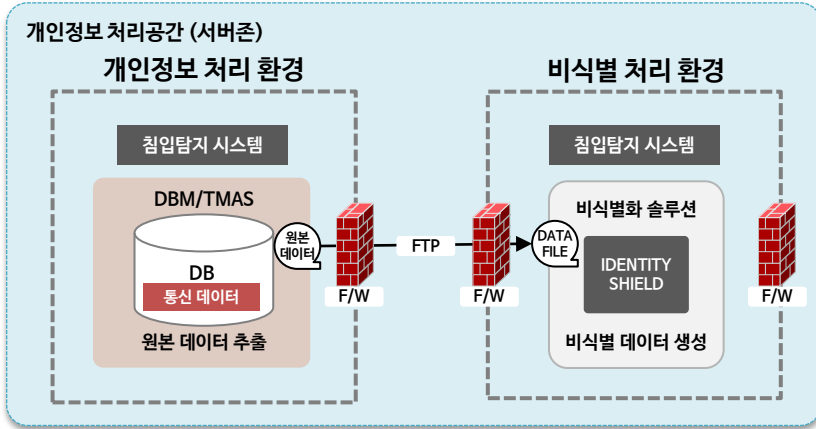 개인정보 처리공간 (서버존)
개인정보 처리 환경
침입탐지 시스템
DBM/TMAS
원본
데이터
DB
통신 데이터
원본 데이터 추출
F/W
FTP
비식별 처리 환경
침입탐지 시스템
F/W
DATA
FILE
비식별화 솔루션
IDENTITY
SHIELD
비식별 데이터 생성
F/W